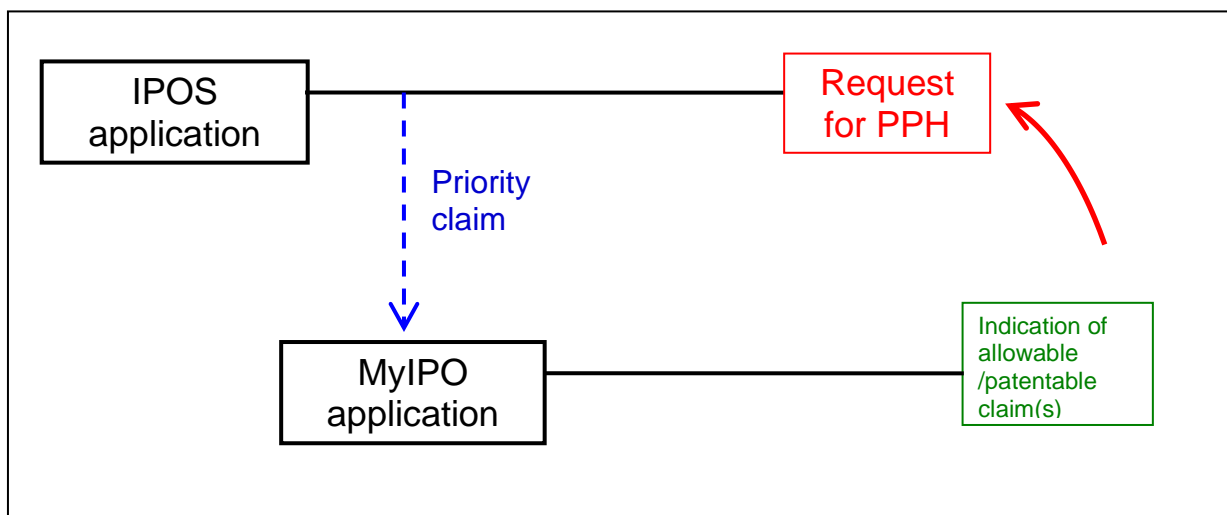 IPOS
application
Request
for PPH
Priority
claim
MyIPO
application
Indication of
allowable
/patentable
claim(s)